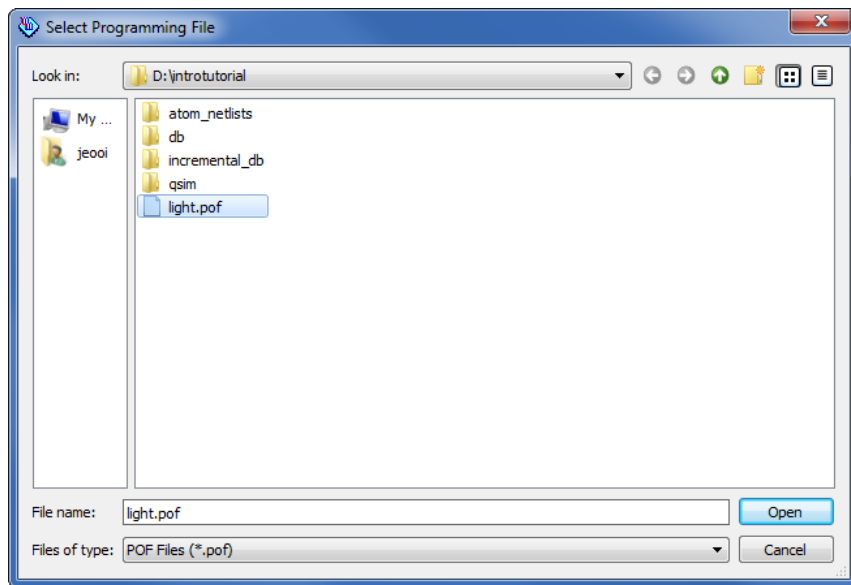 Select Programming File
Look in: D:\introtutorial
My ...
jeooi
atom_netlists
db
incremental_db
qsim
light.pof
File name: light.pof Open
Files of type: POF Files (*.pof) Cancel